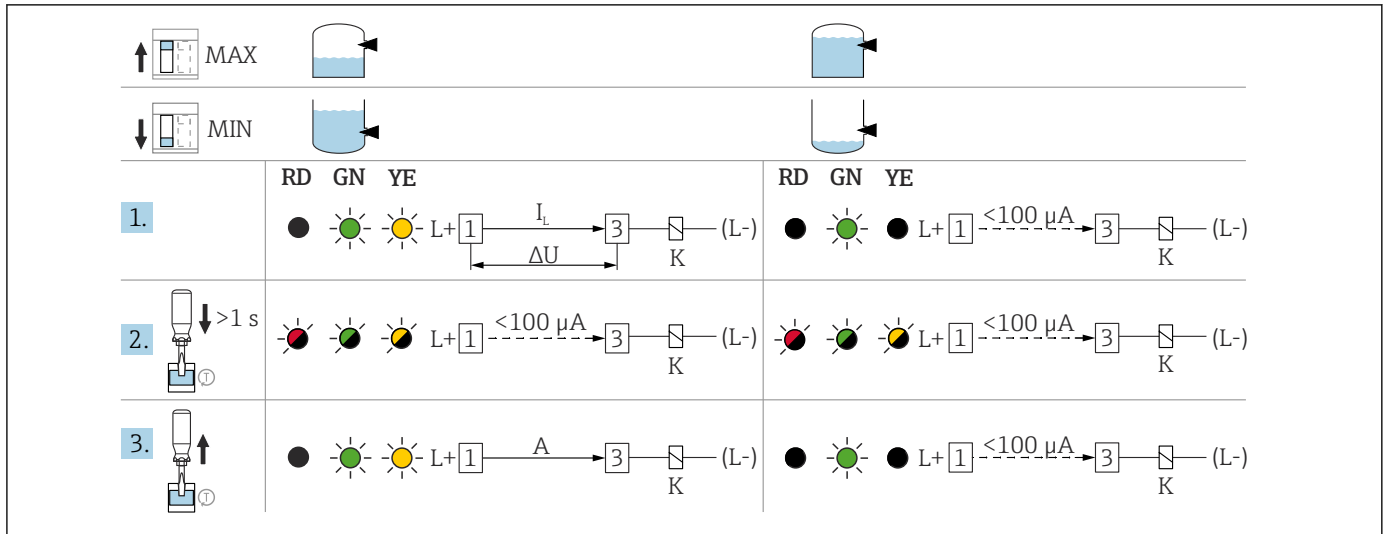 MAX
MIN
RD GN YE
RD GN YE
1.
L+ 1 I_L 3 (L-)
ΔU
K
L+ 1 <100 µA 3 (L-)
K
2.
>1 s
T
L+ 1 <100 µA 3 (L-)
K
L+ 1 <100 µA 3 (L-)
K
3.
T
L+ 1 A 3 (L-)
K
L+ 1 <100 µA 3 (L-)
K